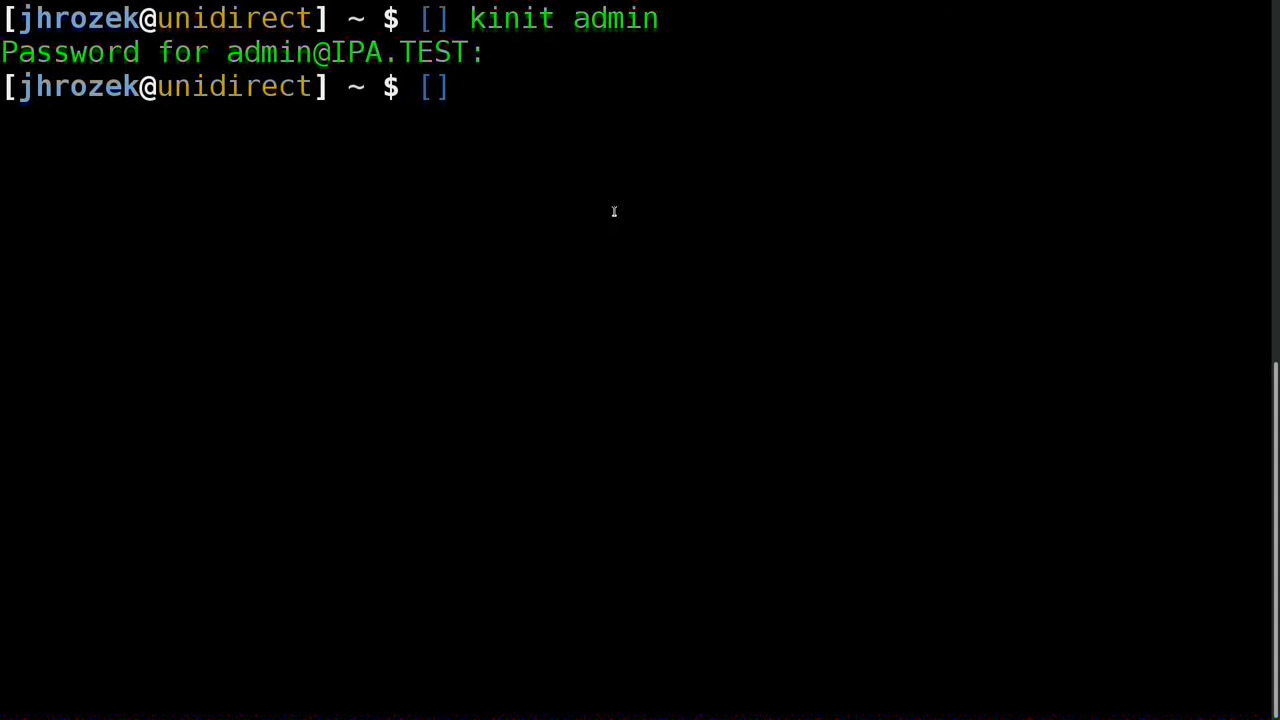 [jhrozek@unidirect] ~ $ [] kinit admin
Password for admin@IPA.TEST:
[jhrozek@unidirect] ~ $ []